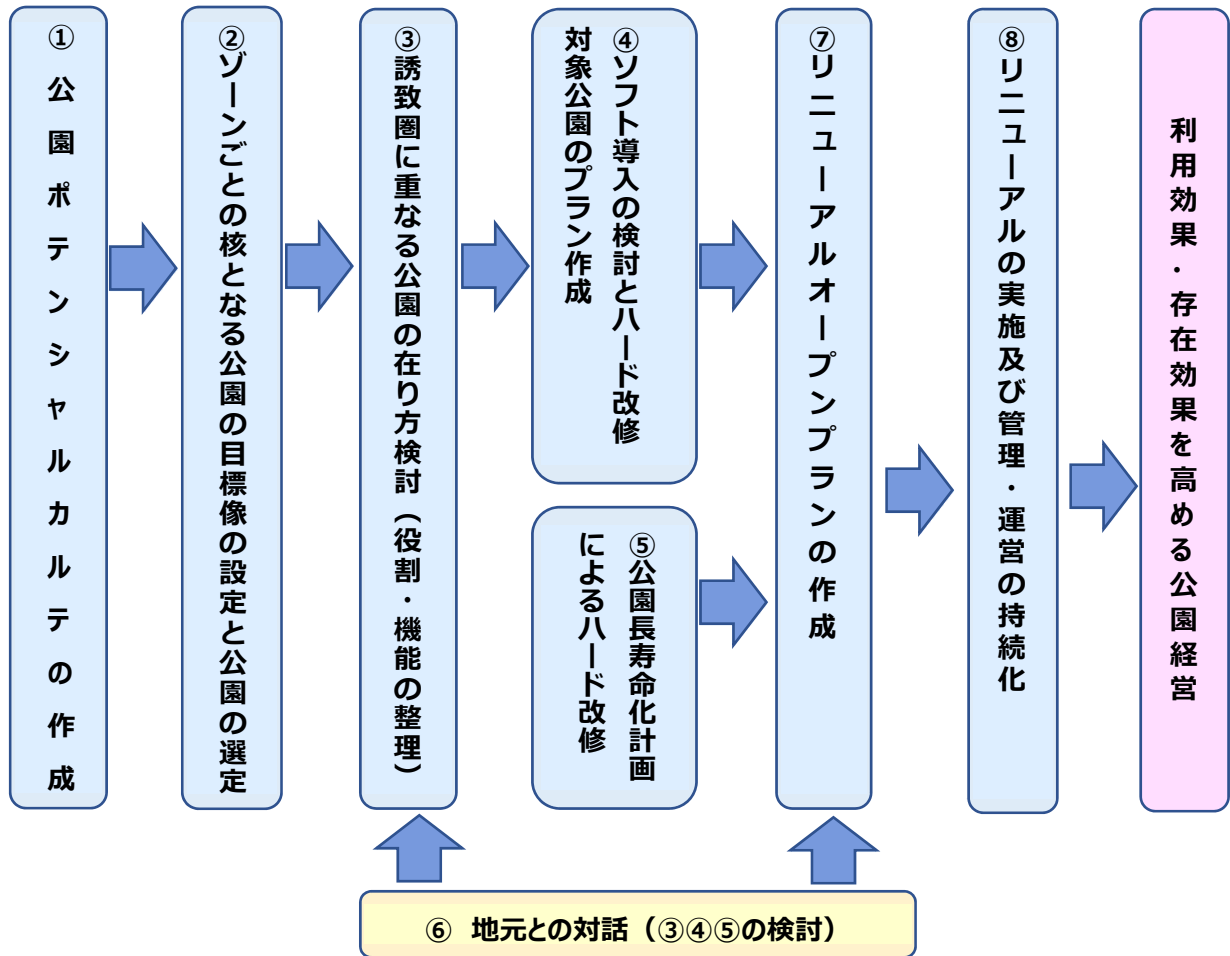 ① 公園ポテンシャルカルテの作成
②ゾーンごとの核となる公園の目標像の設定と公園の選定
③誘致圏に重なる公園の在り方検討（役割・機能の整理）
④ソフト導入の検討とハード改修
対象公園のプラン作成
⑤公園長寿命化計画
によるハード改修
⑥ 地元との対話（③④⑤の検討）
⑦リニューアルオープンプランの作成
⑧リニューアルの実施及び管理・運営の持続化
利用効果・存在効果を高める公園経営